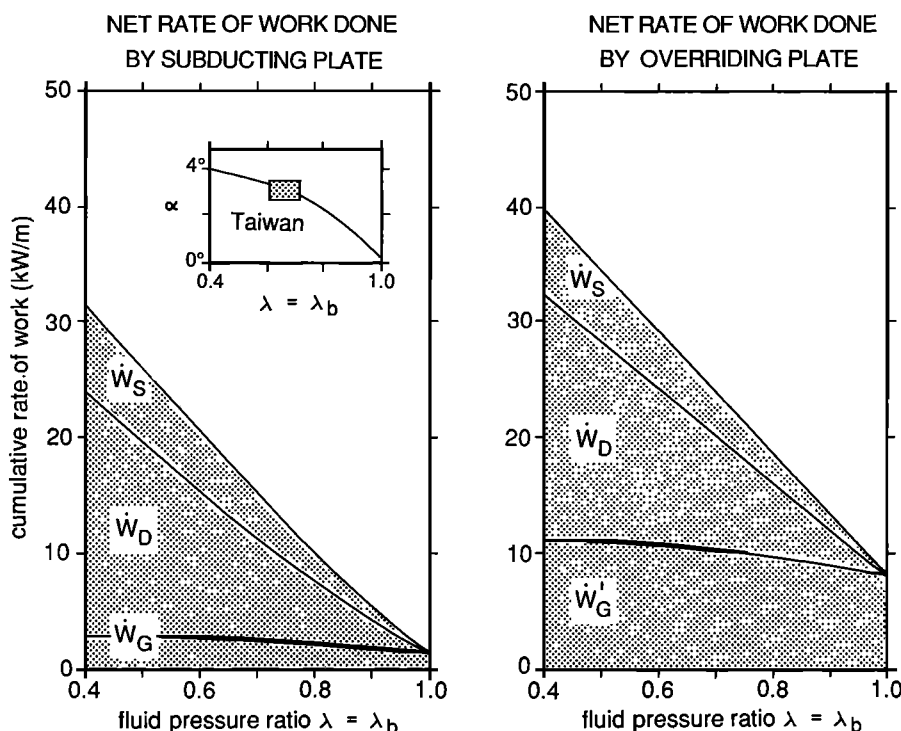 NET RATE OF WORK DONE
BY SUBDUCTING PLATE
50
40
30
20
10
0
cumulative rate of work (kW/m)
0.4
0.6
0.8
1.0
fluid pressure ratio λ = λb
4°
α
0°
Taiwan
0.4
1.0
λ = λb
ẆS
ẆD
ẆG
NET RATE OF WORK DONE
BY OVERRIDING PLATE
50
40
30
20
10
0
0.4
0.6
0.8
1.0
fluid pressure ratio λ = λb
ẆS
ẆD
ẆG'